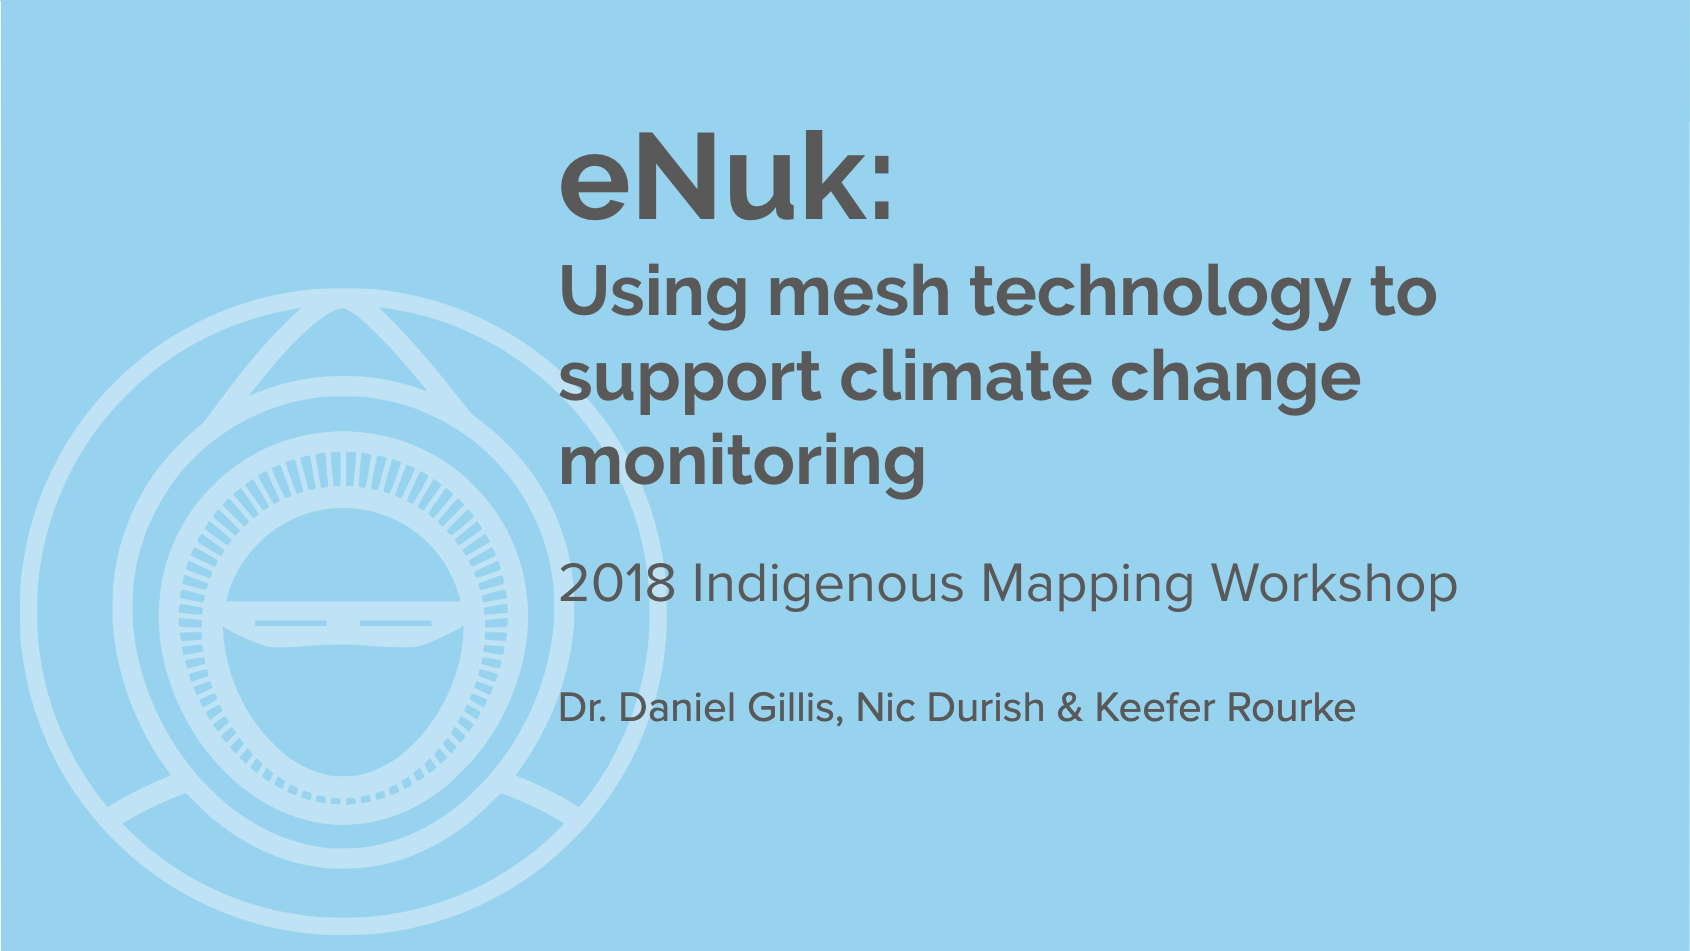 eNuk:
Using mesh technology to
support climate change
monitoring
2018 Indigenous Mapping Workshop
Dr. Daniel Gillis, Nic Durish & Keefer Rourke